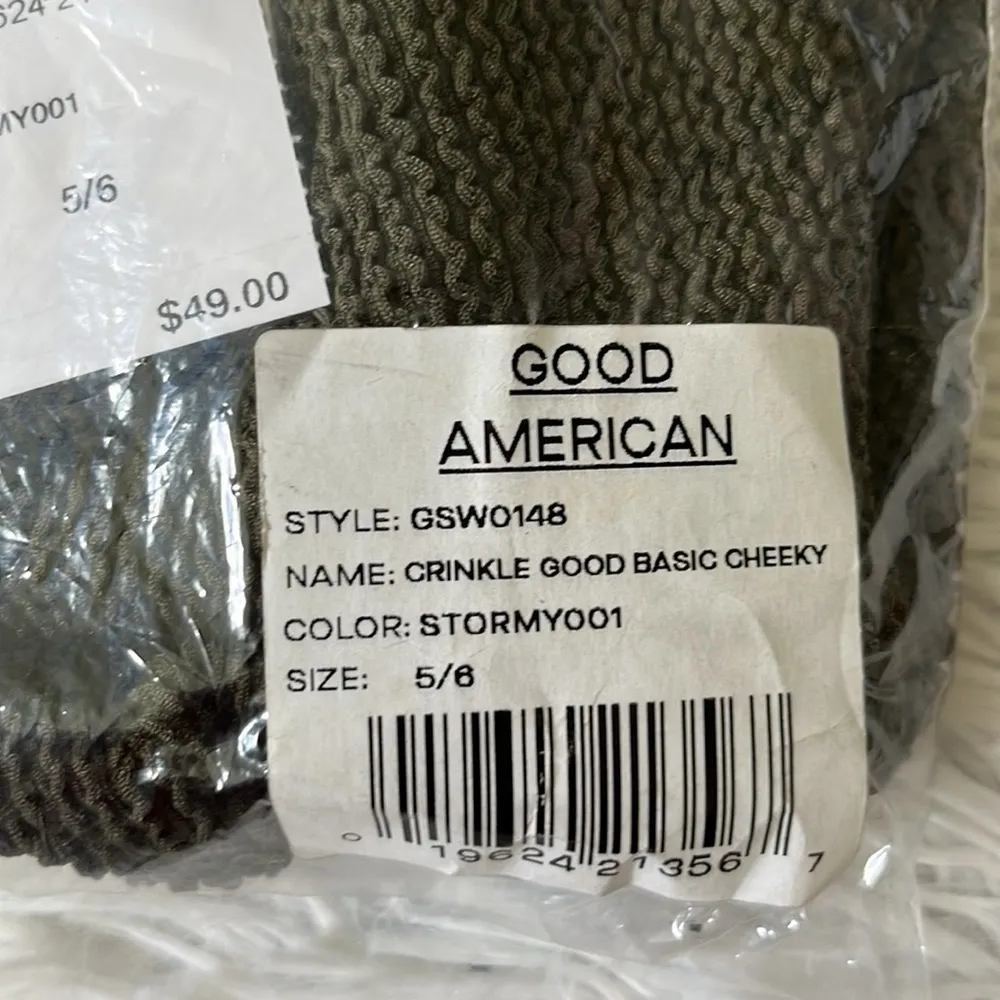 5/6
$49.00
GOOD
AMERICAN
STYLE: GSW0148
NAME: CRINKLE GOOD BASIC CHEEKY
COLOR: STORMY001
SIZE: 5/6
0 19624 21356 7